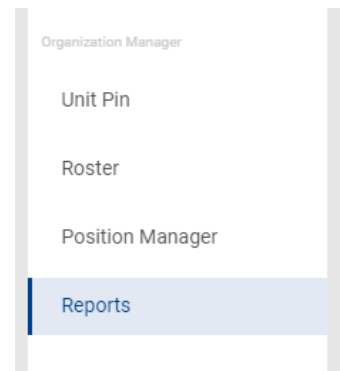 Organization Manager
Unit Pin
Roster
Position Manager
Reports